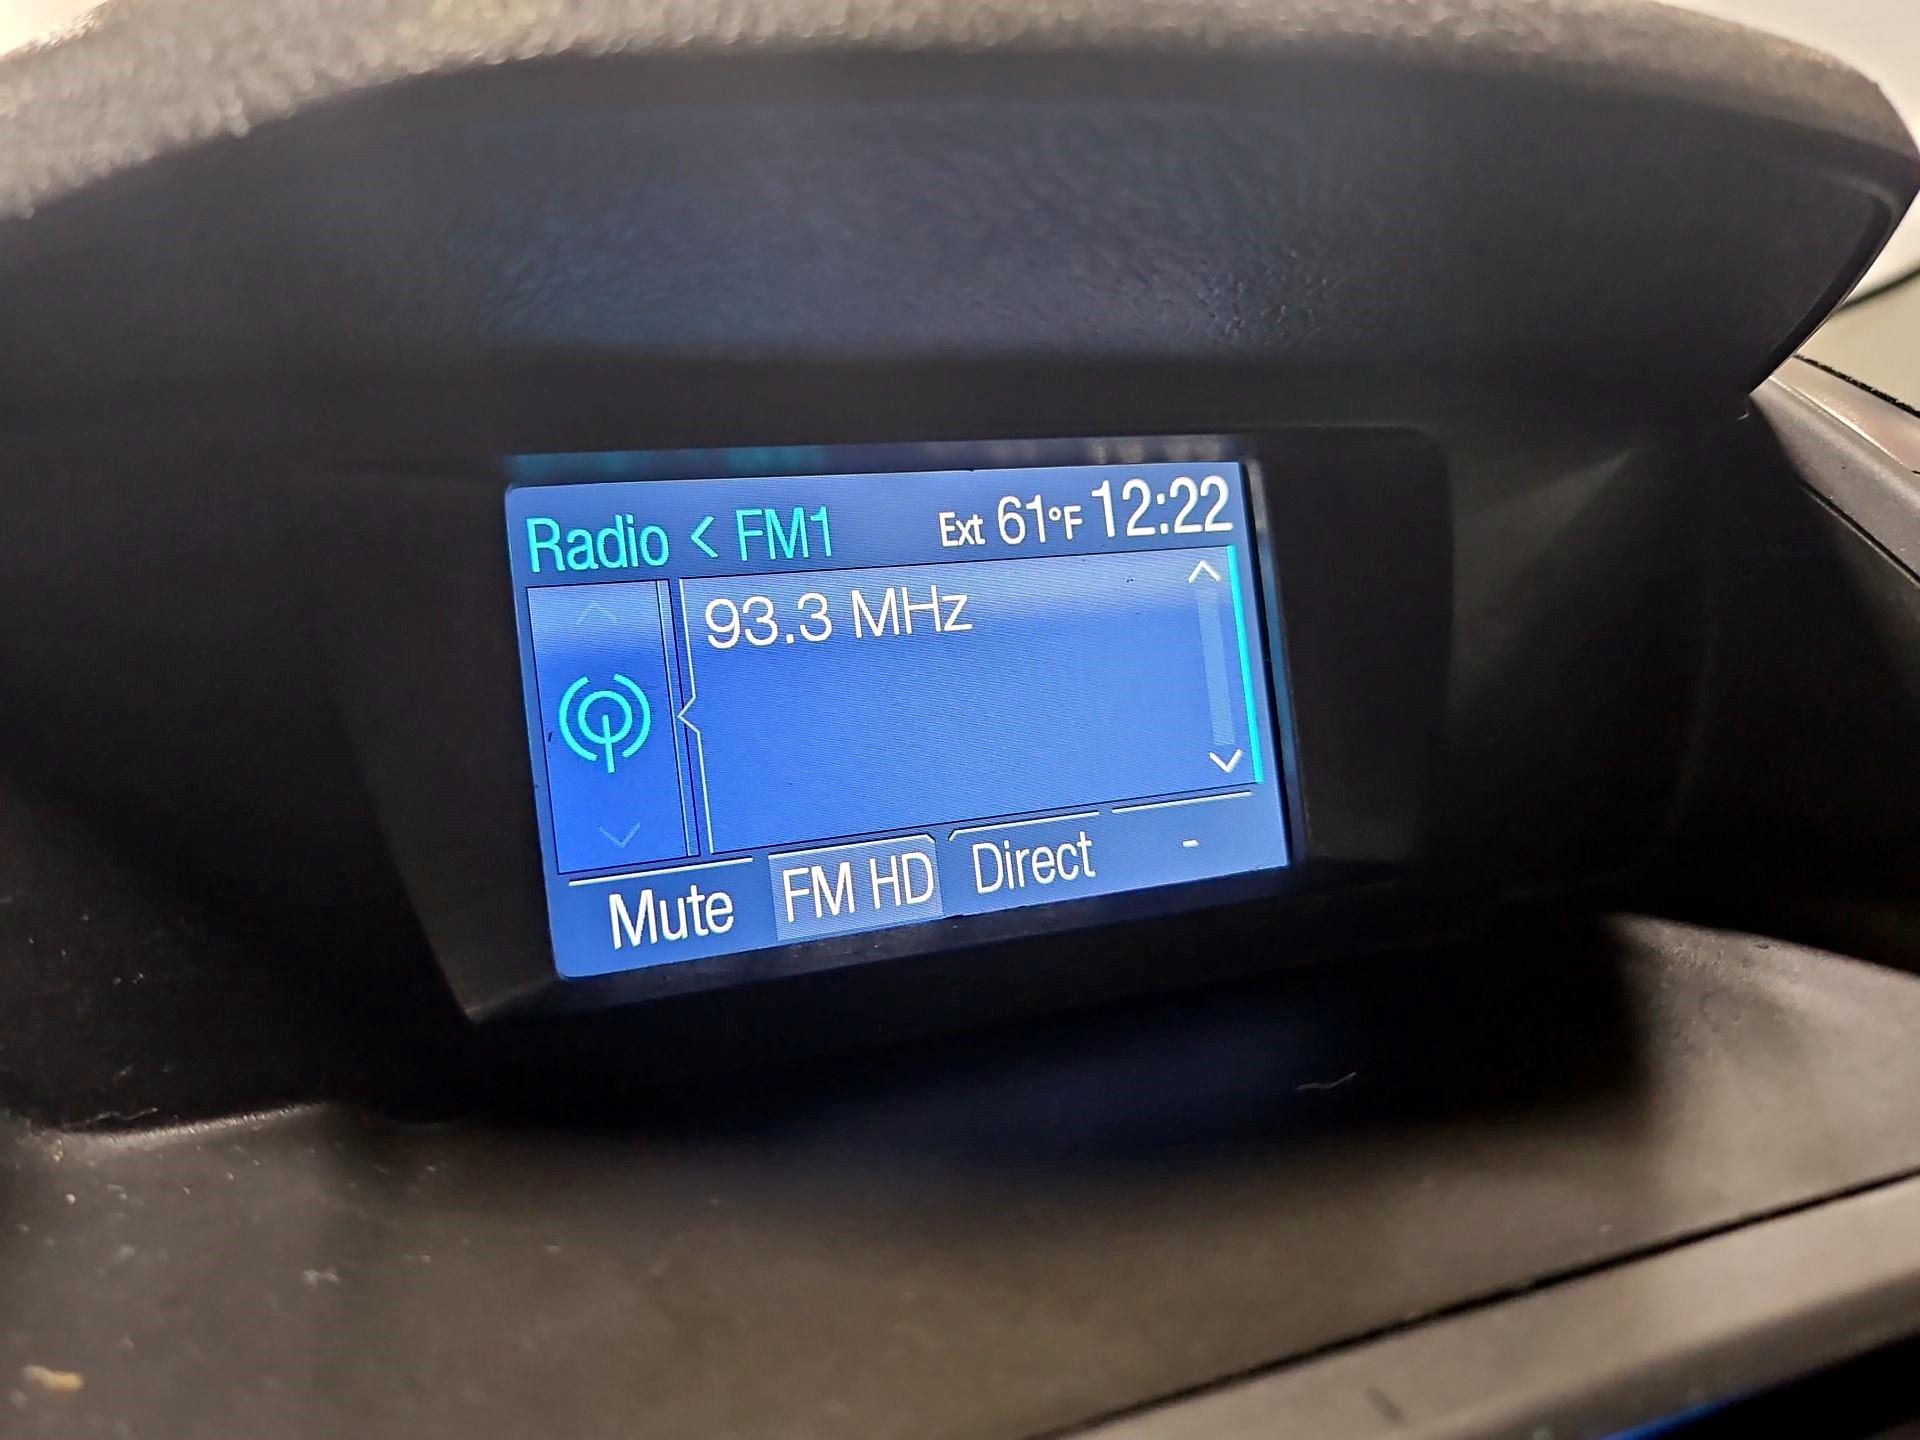 Radio < FM1 Ext 61°F 12:22
93.3 MHz
Mute FM HD Direct -